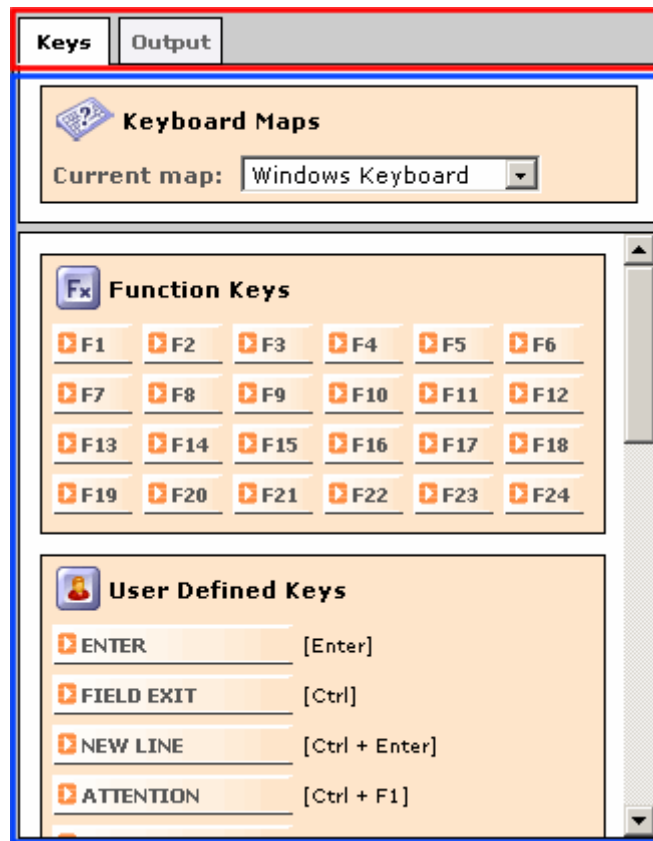 Keys Output
Keyboard Maps
Current map: Windows Keyboard
Fx Function Keys
F1 F2 F3 F4 F5 F6
F7 F8 F9 F10 F11 F12
F13 F14 F15 F16 F17 F18
F19 F20 F21 F22 F23 F24
User Defined Keys
ENTER [Enter]
FIELD EXIT [Ctrl]
NEW LINE [Ctrl + Enter]
ATTENTION [Ctrl + F1]